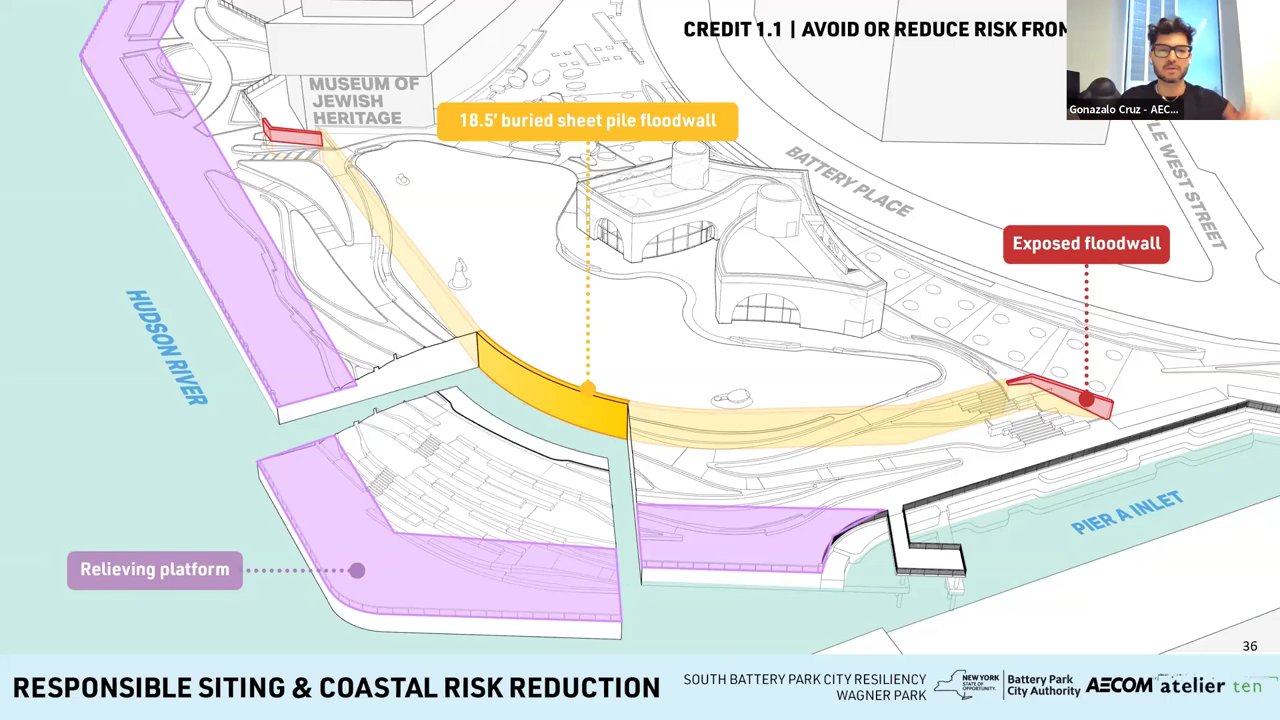 CREDIT 1.1 | AVOID OR REDUCE RISK FROM
Gonazalo Cruz - AEC...
MUSEUM OF
JEWISH
HERITAGE
18.5' buried sheet pile floodwall
BATTERY PLACE
WEST STREET
Exposed floodwall
HUDSON RIVER
PIER A INLET
Relieving platform
36
RESPONSIBLE SITING & COASTAL RISK REDUCTION
SOUTH BATTERY PARK CITY RESILIENCY
WAGNER PARK
NEW YORK
STATE OF
OPPORTUNITY.
Battery Park
City Authority
AECOM
atelier ten